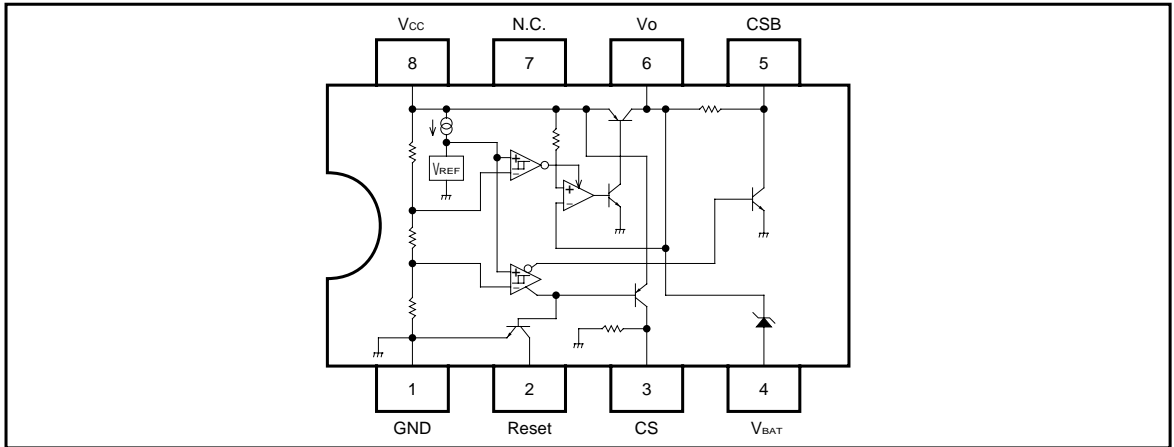 VCC N.C. Vo CSB
8 7 6 5
+
−
VREF
+
−
+
−
1 2 3 4
GND Reset CS VBAT